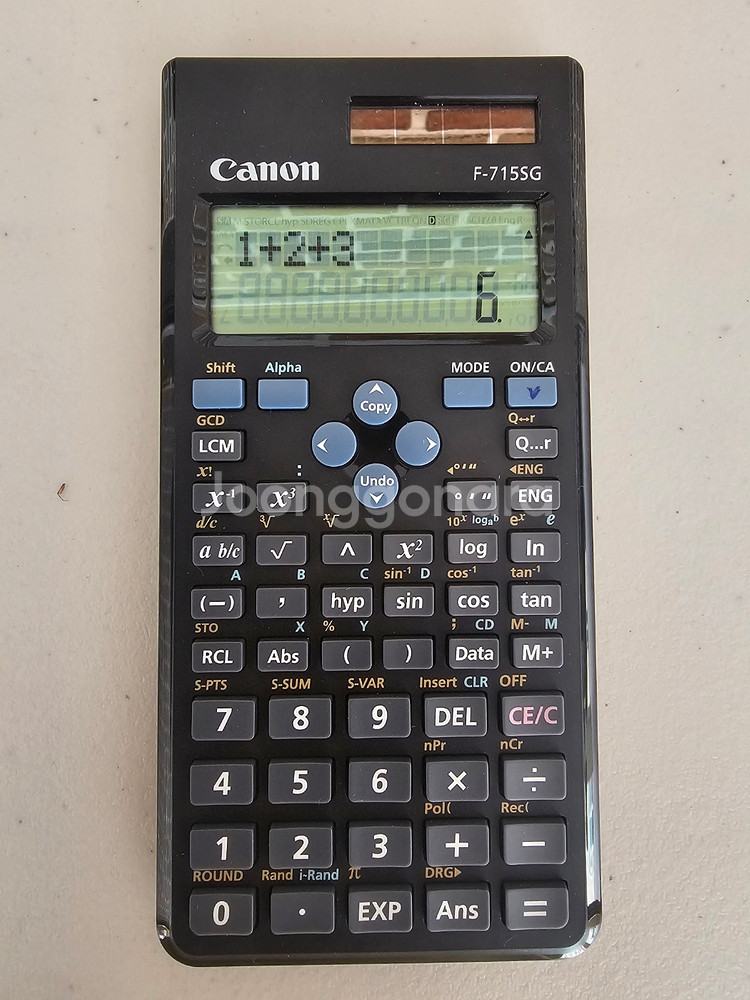 Canon F-715SG
1+2+3
6.
Shift Alpha MODE ON/CA
Copy
GCD Q↔r
LCM Q...r
Undo
x! : ◀°'" ◀ENG
x⁻¹ x³ °'" ENG
Joonggonara
d/c ³√ ˣ√ 10ˣ logₐb eˣ e
a b/c √ ^ x² log ln
A B C sin⁻¹ D cos⁻¹ tan⁻¹
(−) , hyp sin cos tan
STO X % Y ; CD M- M
RCL Abs ( ) Data M+
S-PTS S-SUM S-VAR Insert CLR OFF
7 8 9 DEL CE/C
nPr nCr
4 5 6 × ÷
Pol( Rec(
1 2 3 + −
ROUND Rand i-Rand π DRG▶
0 · EXP Ans =